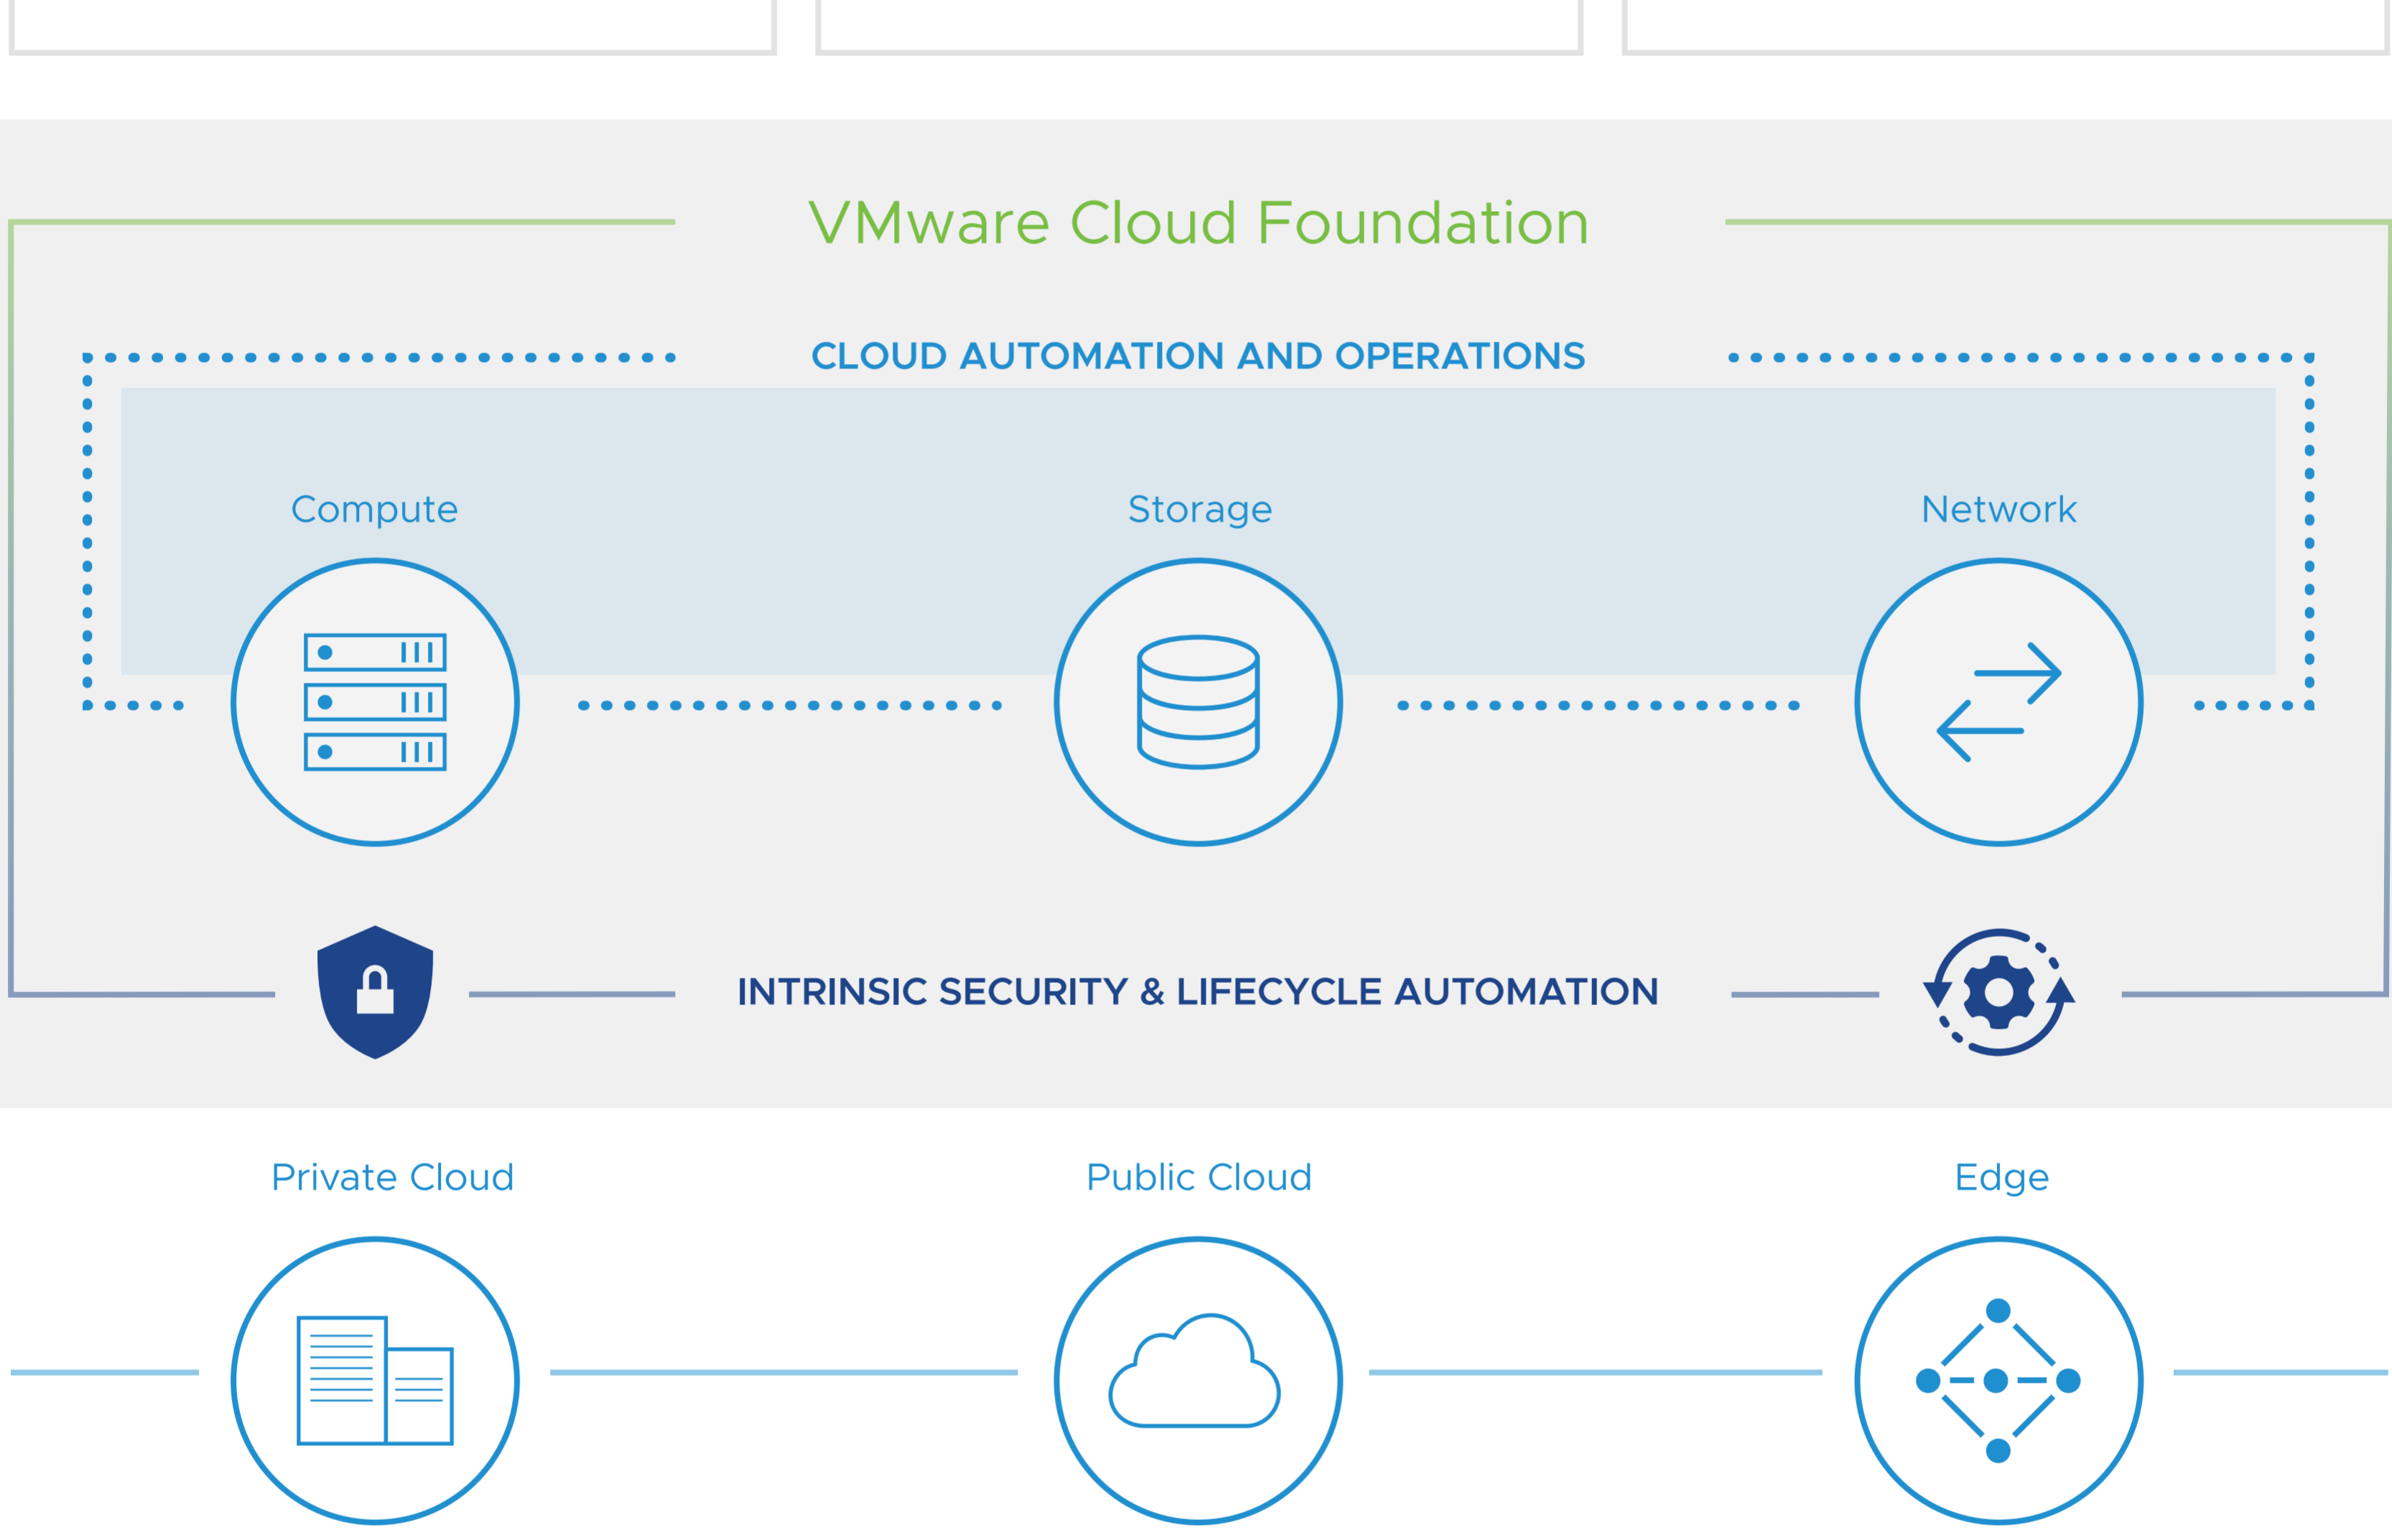 VMware Cloud Foundation
CLOUD AUTOMATION AND OPERATIONS
Compute
Storage
Network
INTRINSIC SECURITY & LIFECYCLE AUTOMATION
Private Cloud
Public Cloud
Edge